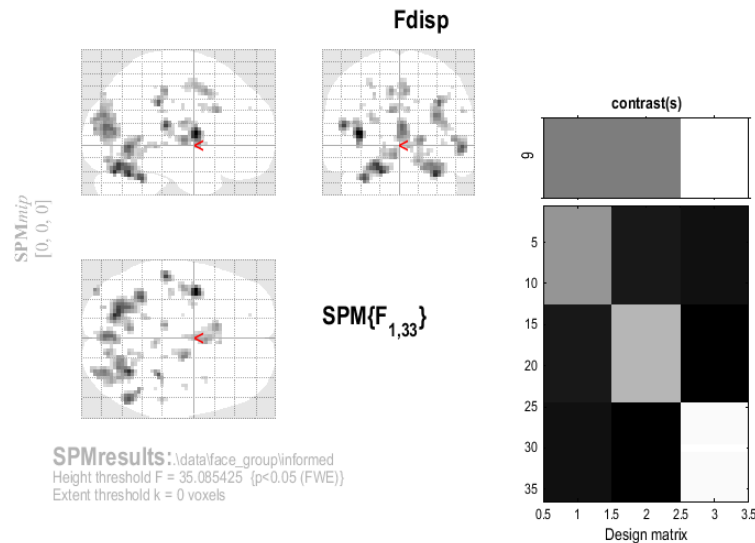 Fdisp
SPMmip
[0, 0, 0]
<
<
<
SPM{F1,33}
contrast(s)
9
5
10
15
20
25
30
35
0.5 1 1.5 2 2.5 3 3.5
Design matrix
SPMresults:.\data\face_group\informed
Height threshold F = 35.085425 {p<0.05 (FWE)}
Extent threshold k = 0 voxels